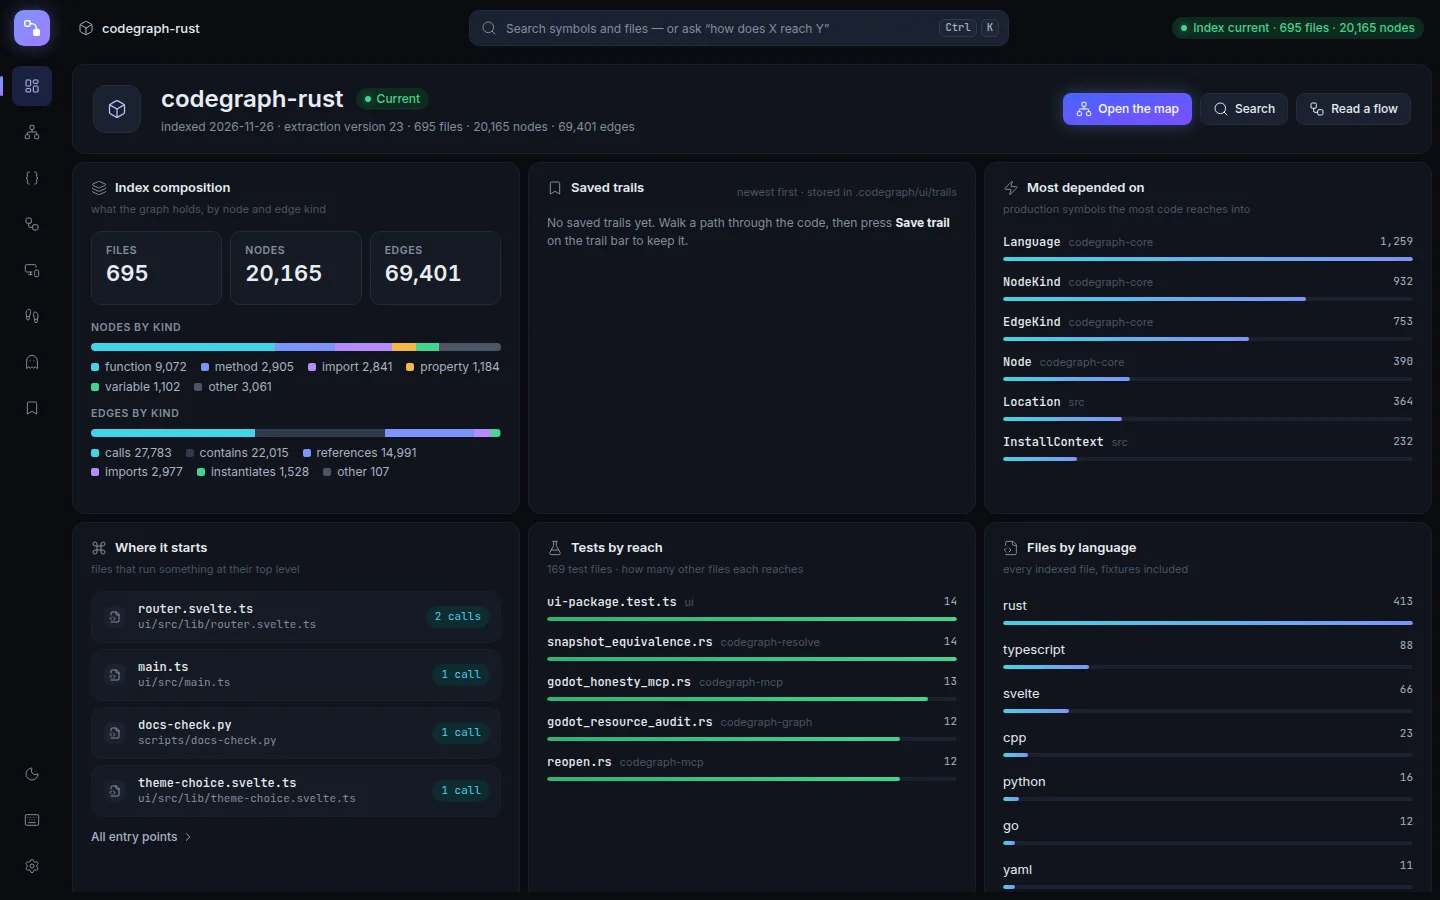 codegraph-rust
Search symbols and files — or ask “how does X reach Y”
Ctrl K
Index current · 695 files · 20,165 nodes
codegraph-rust
Current
indexed 2026-11-26 · extraction version 23 · 695 files · 20,165 nodes · 69,401 edges
Open the map
Search
Read a flow
Index composition
what the graph holds, by node and edge kind
FILES
695
NODES
20,165
EDGES
69,401
NODES BY KIND
function 9,072 method 2,905 import 2,841 property 1,184
variable 1,102 other 3,061
EDGES BY KIND
calls 27,783 contains 22,015 references 14,991
imports 2,977 instantiates 1,528 other 107
Saved trails
newest first · stored in .codegraph/ui/trails
No saved trails yet. Walk a path through the code, then press Save trail
on the trail bar to keep it.
Most depended on
production symbols the most code reaches into
Language codegraph-core 1,259
NodeKind codegraph-core 932
EdgeKind codegraph-core 753
Node codegraph-core 390
Location src 364
InstallContext src 232
Where it starts
files that run something at their top level
router.svelte.ts
ui/src/lib/router.svelte.ts
2 calls
main.ts
ui/src/main.ts
1 call
docs-check.py
scripts/docs-check.py
1 call
theme-choice.svelte.ts
ui/src/lib/theme-choice.svelte.ts
1 call
All entry points
Tests by reach
169 test files · how many other files each reaches
ui-package.test.ts ui 14
snapshot_equivalence.rs codegraph-resolve 14
godot_honesty_mcp.rs codegraph-mcp 13
godot_resource_audit.rs codegraph-graph 12
reopen.rs codegraph-mcp 12
Files by language
every indexed file, fixtures included
rust 413
typescript 88
svelte 66
cpp 23
python 16
go 12
yaml 11